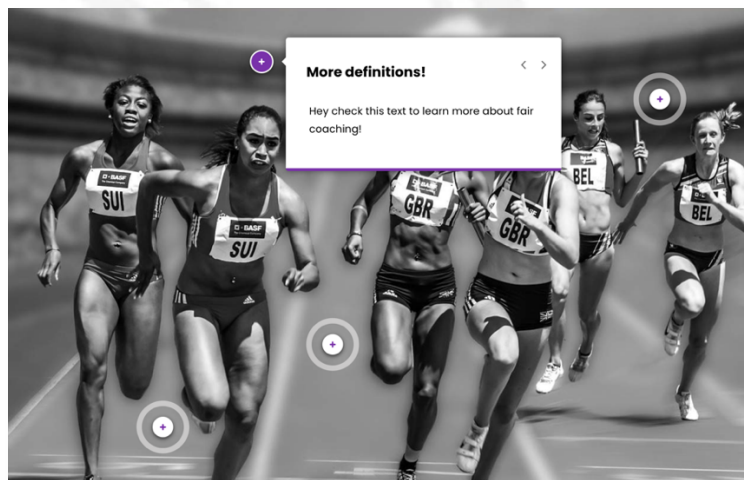 More definitions!
Hey check this text to learn more about fair
coaching!
BASF
SUI
BASF
SUI
GBR
GBR
BEL
BEL